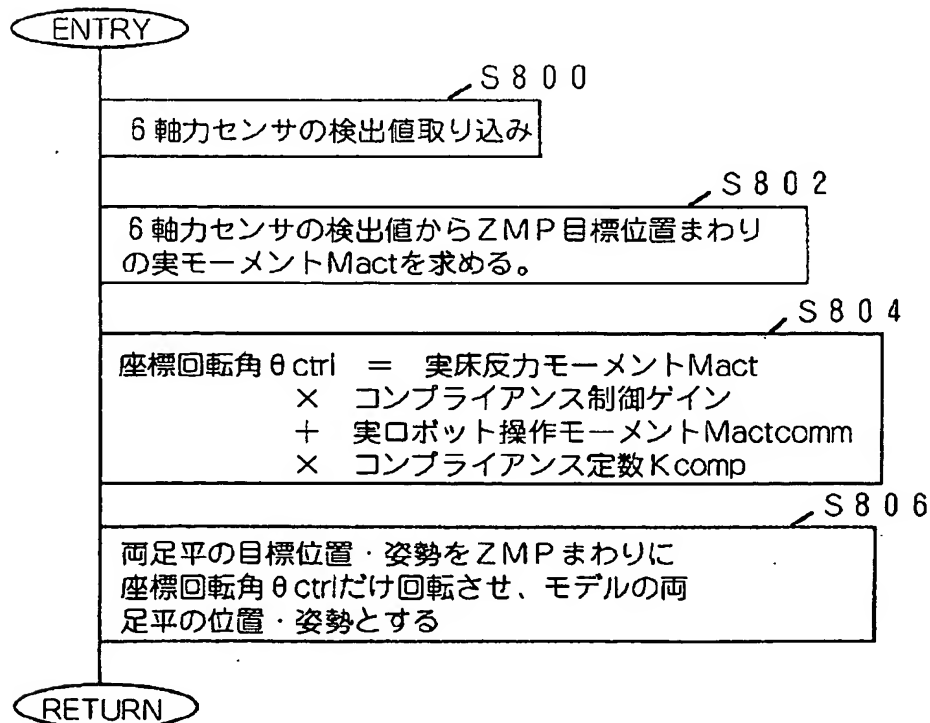 ENTRY
S800
6軸力センサの検出値取り込み
S802
6軸力センサの検出値からZMP目標位置まわり
の実モーメントMactを求める。
S804
座標回転角θctrl = 実床反力モーメントMact
× コンプライアンス制御ゲイン
+ 実ロボット操作モーメントMactcomm
× コンプライアンス定数Kcomp
S806
両足平の目標位置・姿勢をZMPまわりに
座標回転角θctrlだけ回転させ、モデルの両
足平の位置・姿勢とする
RETURN